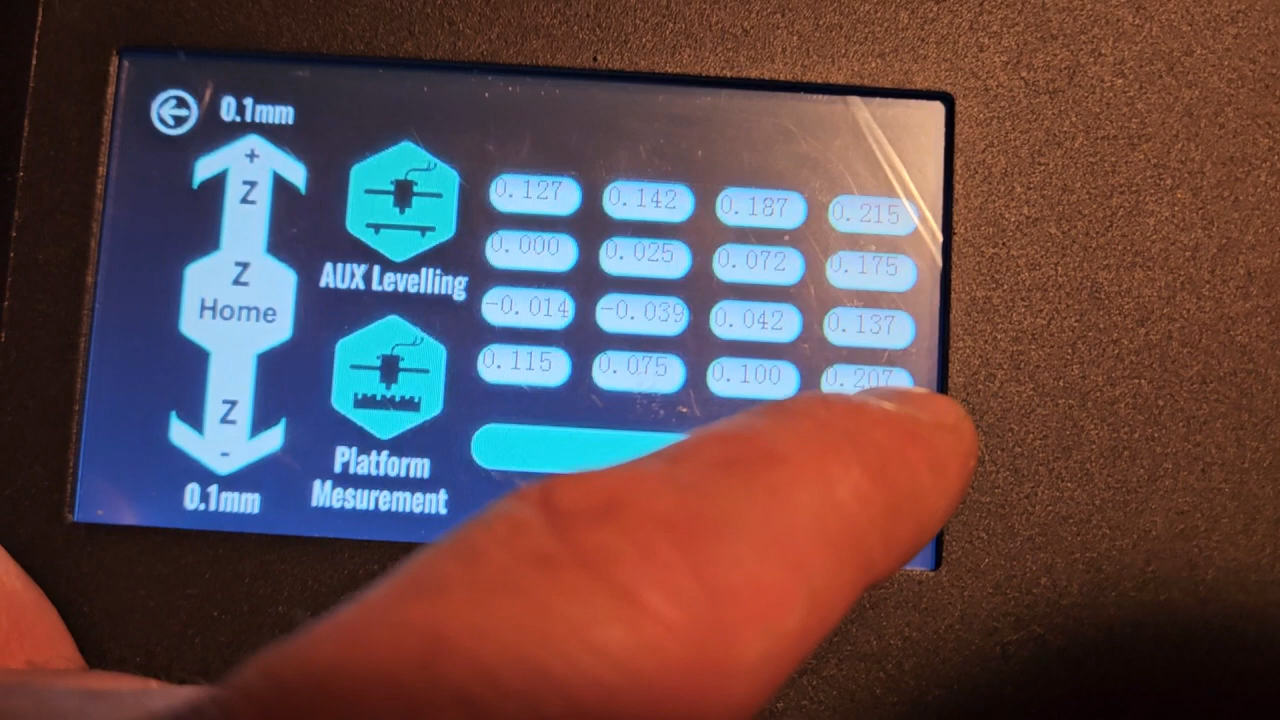 0.1mm
+
Z
Z
Home
Z
-
0.1mm
AUX Levelling
Platform
Mesurement
0.127 0.142 0.187 0.215
0.000 0.025 0.072 0.175
-0.014 -0.039 0.042 0.137
0.115 0.075 0.100 0.207